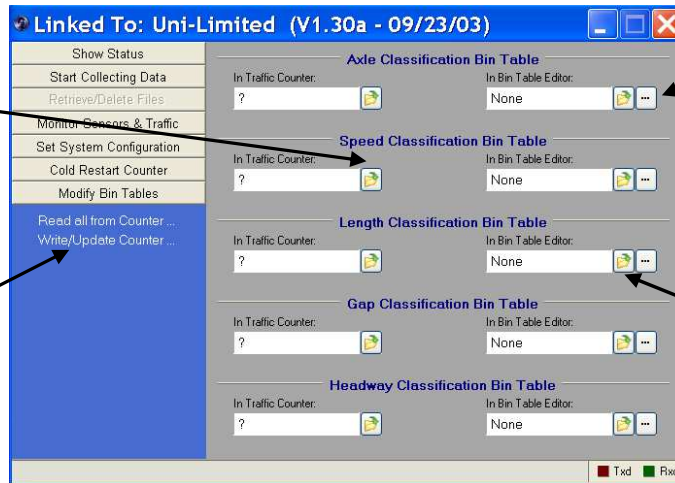 Linked To: Uni-Limited (V1.30a - 09/23/03)
Show Status
Start Collecting Data
Retrieve/Delete Files
Monitor Sensors & Traffic
Set System Configuration
Cold Restart Counter
Modify Bin Tables
Read all from Counter ...
Write/Update Counter ...
Axle Classification Bin Table
In Traffic Counter: In Bin Table Editor:
? None ...
Speed Classification Bin Table
In Traffic Counter: In Bin Table Editor:
? None ...
Length Classification Bin Table
In Traffic Counter: In Bin Table Editor:
? None ...
Gap Classification Bin Table
In Traffic Counter: In Bin Table Editor:
? None ...
Headway Classification Bin Table
In Traffic Counter: In Bin Table Editor:
? None ...
Txd Rxd